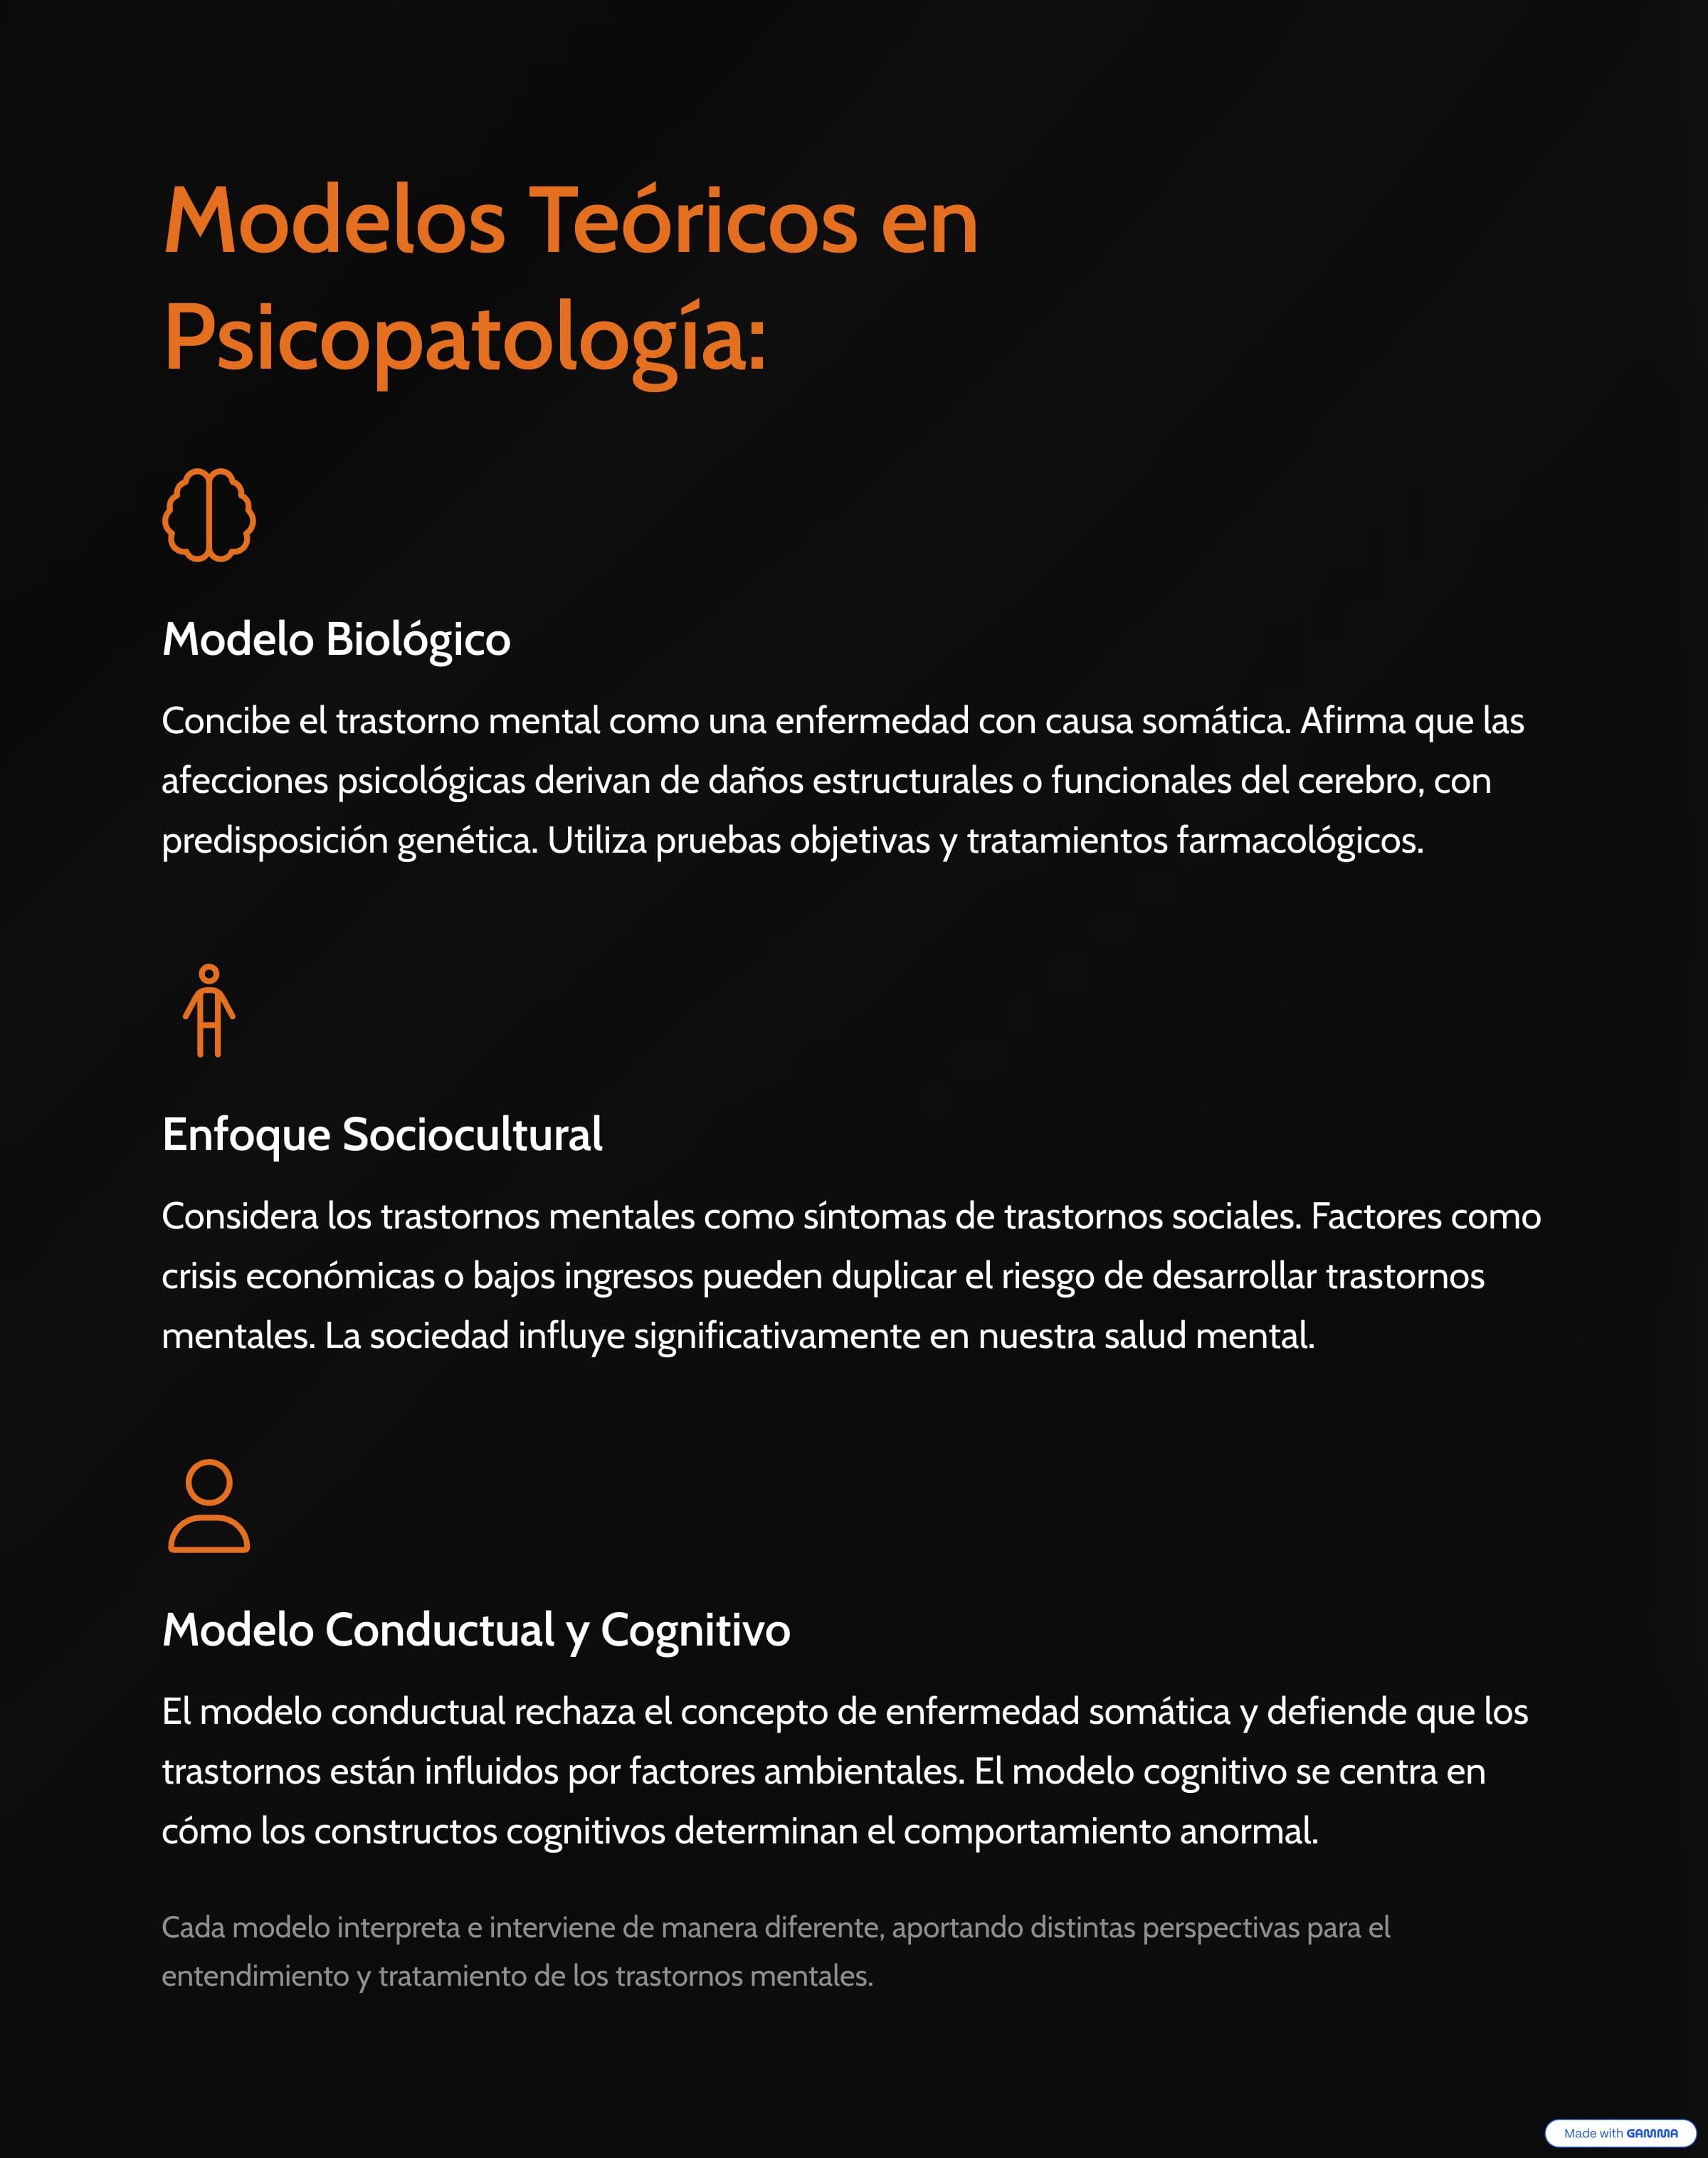 Modelos Teóricos en
Psicopatología:
Modelo Biológico
Concibe el trastorno mental como una enfermedad con causa somática. Afirma que las
afecciones psicológicas derivan de daños estructurales o funcionales del cerebro, con
predisposición genética. Utiliza pruebas objetivas y tratamientos farmacológicos.
Enfoque Sociocultural
Considera los trastornos mentales como síntomas de trastornos sociales. Factores como
crisis económicas o bajos ingresos pueden duplicar el riesgo de desarrollar trastornos
mentales. La sociedad influye significativamente en nuestra salud mental.
Modelo Conductual y Cognitivo
El modelo conductual rechaza el concepto de enfermedad somática y defiende que los
trastornos están influidos por factores ambientales. El modelo cognitivo se centra en
cómo los constructos cognitivos determinan el comportamiento anormal.
Cada modelo interpreta e interviene de manera diferente, aportando distintas perspectivas para el
entendimiento y tratamiento de los trastornos mentales.
Made with GAMMA